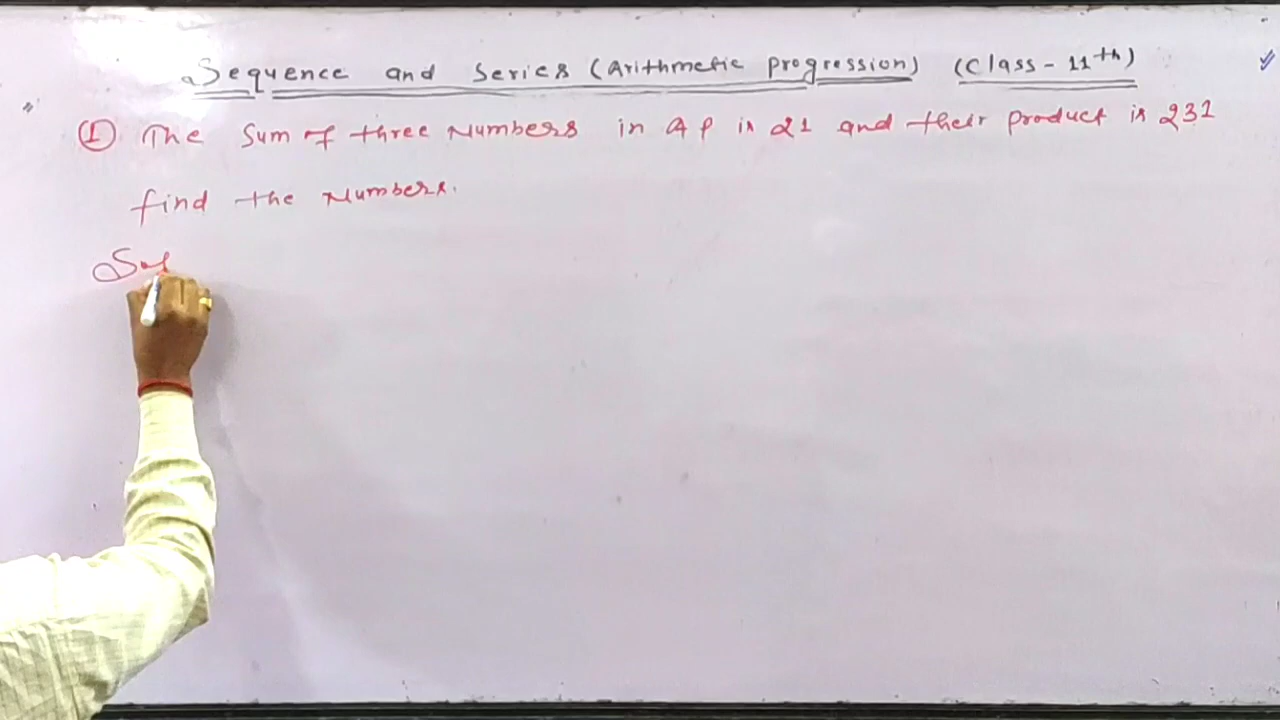 Sequence and Series (Arithmetic progression) (Class - 11th)
① The Sum of three Numbers in AP is 21 and their product is 231
find the Numbers.